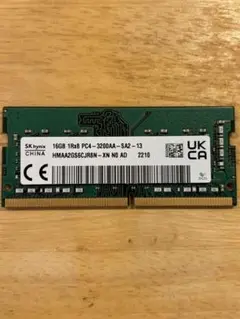 SK hynix
CHINA
16GB 1Rx8 PC4-3200AA-SA2-13
HMAA2GS6CJR8N-XN N0 AD 2210
CE
UK
CA